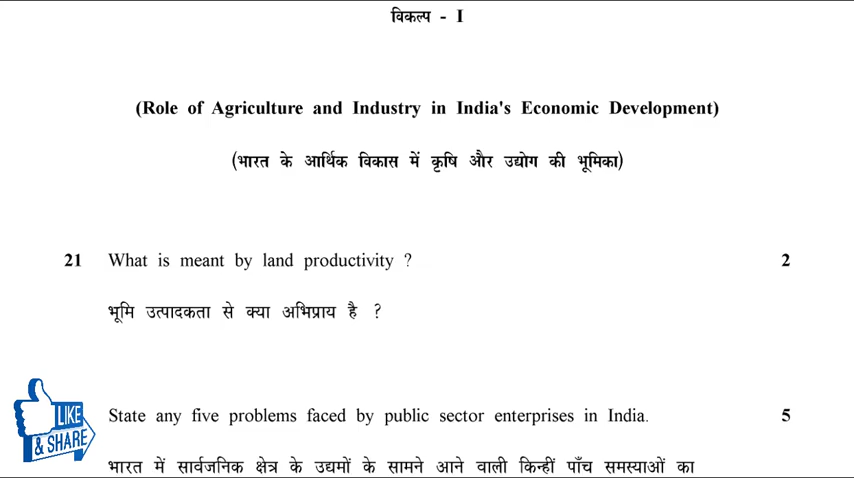 विकल्प - I
(Role of Agriculture and Industry in India's Economic Development)
(भारत के आर्थिक विकास में कृषि और उद्योग की भूमिका)
21 What is meant by land productivity ? 2
भूमि उत्पादकता से क्या अभिप्राय है ?
State any five problems faced by public sector enterprises in India. 5
LIKE
& SHARE
भारत में सार्वजनिक क्षेत्र के उद्यमों के सामने आने वाली किन्हीं पाँच समस्याओं का